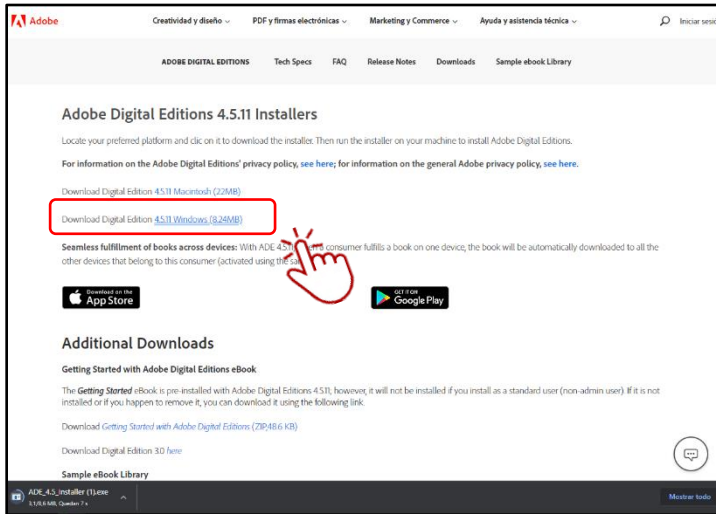 Adobe
Creatividad y diseño
PDF y firmas electrónicas
Marketing y Commerce
Ayuda y asistencia técnica
Iniciar sesió
ADOBE DIGITAL EDITIONS
Tech Specs
FAQ
Release Notes
Downloads
Sample ebook Library
Adobe Digital Editions 4.5.11 Installers
Locate your preferred platform and clic on it to download the installer. Then run the installer on your machine to install Adobe Digital Editions.
For information on the Adobe Digital Editions' privacy policy, see here; for information on the general Adobe privacy policy, see here.
Download Digital Edition 4.5.11 Macintosh (22MB)
Download Digital Edition 4.5.11 Windows (8.24MB)
Seamless fulfillment of books across devices: With ADE 4.5.11, a consumer fulfills a book on one device, the book will be automatically downloaded to all the
other devices that belong to this consumer (activated using the
Download on the
App Store
GET IT ON
Google Play
Additional Downloads
Getting Started with Adobe Digital Editions eBook
The Getting Started eBook is pre-installed with Adobe Digital Editions 4.5.11; however, it will not be installed if you install as a standard user (non-admin user). If it is not
installed or if you happen to remove it, you can download it using the following link.
Download Getting Started with Adobe Digital Editions (ZIP,48.6 KB)
Download Digital Edition 3.0 here
Sample eBook Library
ADE_4.5_Installer (1).exe
3,1/8,6 MB, Quedan 7 s
Mostrar todo